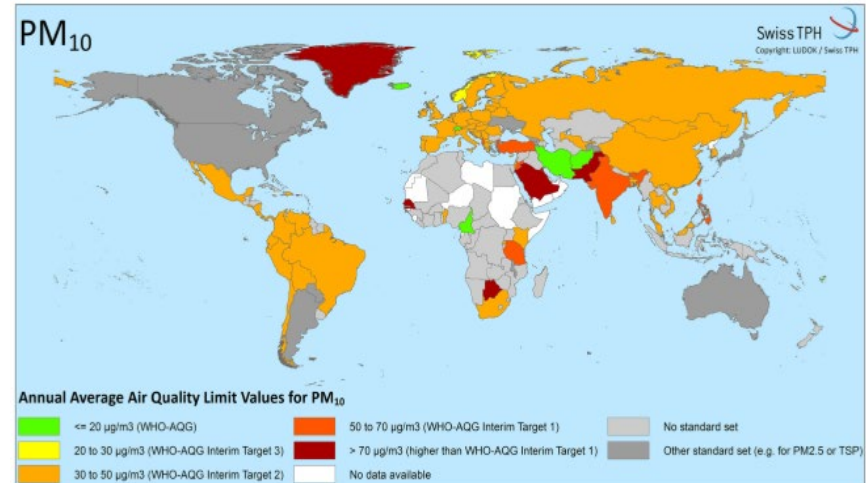 PM₁₀
Swiss TPH
Copyright: LUDOK / Swiss TPH
Annual Average Air Quality Limit Values for PM₁₀
<= 20 µg/m3 (WHO-AQG)
20 to 30 µg/m3 (WHO-AQG Interim Target 3)
30 to 50 µg/m3 (WHO-AQG Interim Target 2)
50 to 70 µg/m3 (WHO-AQG Interim Target 1)
> 70 µg/m3 (higher than WHO-AQG Interim Target 1)
No data available
No standard set
Other standard set (e.g. for PM2.5 or TSP)